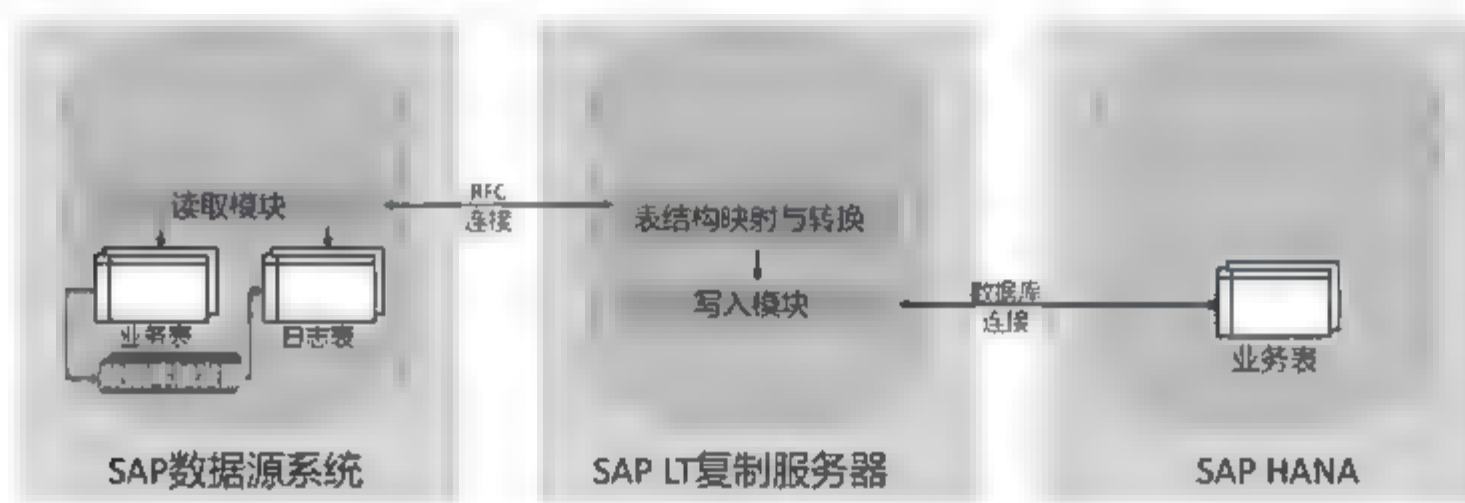 读取模块
RFC
连接
表结构映射与转换
写入模块
数据库
连接
业务表
日志表
业务表
SAP数据源系统
SAP LT复制服务器
SAP HANA